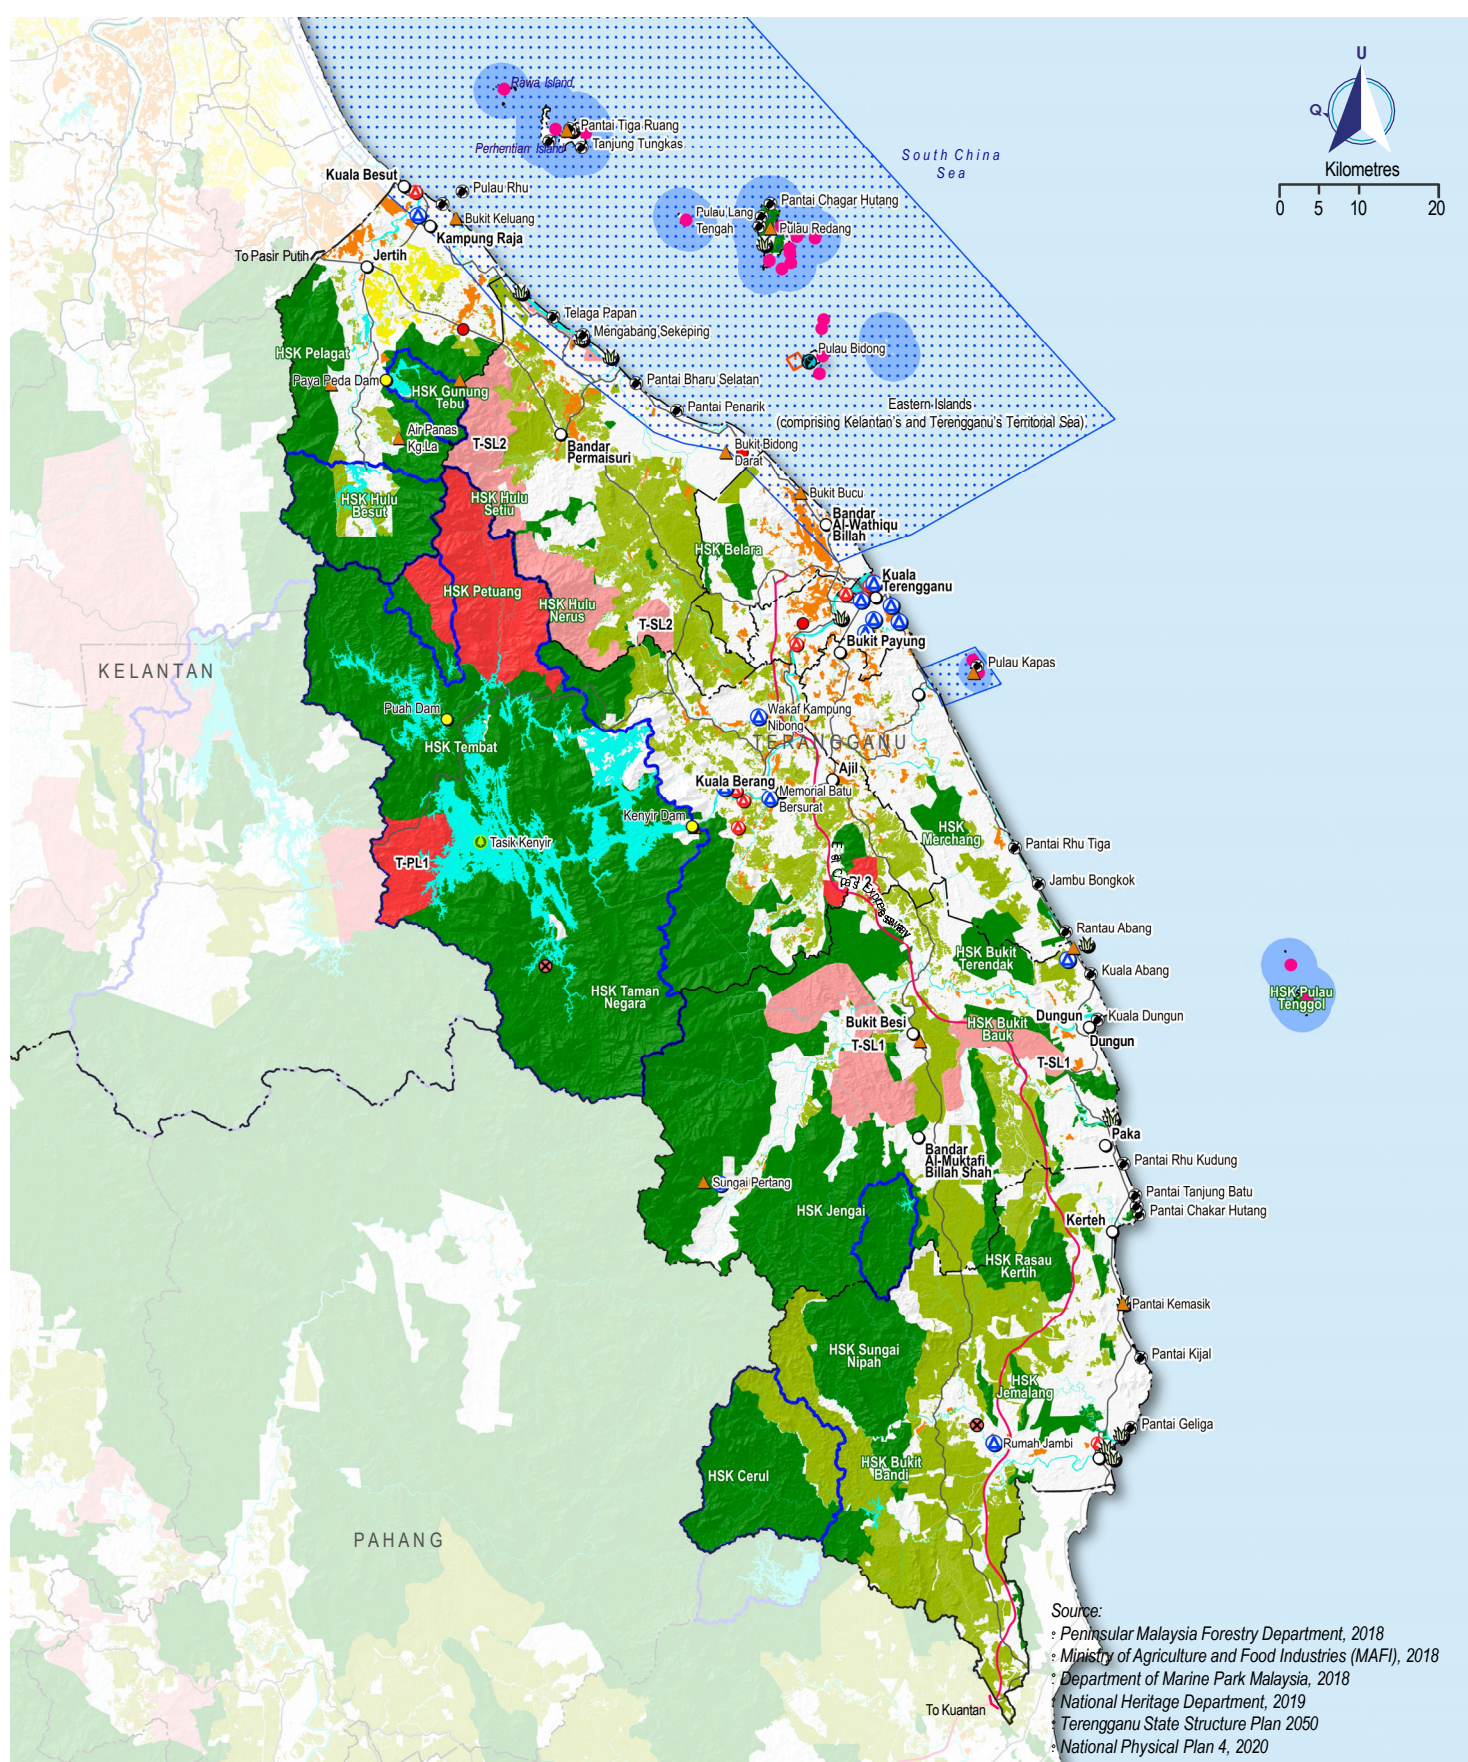 U
Q
Kilometres
0 5 10 20
Rawa Island
Pantai Tiga Ruang
Perhentian Island
Tanjung Tungkas
South China
Sea
Kuala Besut
Pulau Rhu
Bukit Keluang
Kampung Raja
Pantai Chagar Hutang
Pulau Lang
Tengah
Pulau Redang
To Pasir Putih
Jertih
Telaga Papan
Mengabang Sekeping
Pulau Bidong
HSK Pelagat
Paya Peda Dam
HSK Gunung
Tebu
Pantai Bharu Selatan
Pantai Penarik
Eastern Islands
(comprising Kelantan's and Terengganu's Territorial Sea)
Air Panas
Kg.La
T-SL2
Bandar
Permaisuri
Bukit Bidong
Darat
HSK Hulu
Besut
HSK Hulu
Setiu
Bukit Bucu
Bandar
Al-Wathiqu
Billah
HSK Belara
HSK Petuang
HSK Hulu
Nerus
T-SL2
Kuala
Terengganu
Bukit Payung
KELANTAN
Pulau Kapas
Puah Dam
HSK Tembat
Wakaf Kampung
Nibong
TERANGGANU
Ajil
Kuala Berang
Memorial Batu
Bersurat
Kenyir Dam
T-PL1
Tasik Kenyir
HSK
Merchang
Pantai Rhu Tiga
Jambu Bongkok
East Coast Expressway
Rantau Abang
HSK Bukit
Terendak
Kuala Abang
HSK Taman
Negara
HSK Pulau
Tenggol
Bukit Besi
T-SL1
HSK Bukit
Bauk
Dungun
Kuala Dungun
Dungun
T-SL1
Paka
Bandar
Al-Muktafi
Billah Shah
Pantai Rhu Kudung
Sungai Pertang
Pantai Tanjung Batu
HSK Jengai
Pantai Chakar Hutang
Kerteh
HSK Rasau
Kertih
Pantai Kemasik
HSK Sungai
Nipah
Pantai Kijal
HSK
Jemalang
Pantai Geliga
Rumah Jambi
HSK Cerul
HSK Bukit
Bandi
PAHANG
To Kuantan
Source:
Peninsular Malaysia Forestry Department, 2018
Ministry of Agriculture and Food Industries (MAFI), 2018
Department of Marine Park Malaysia, 2018
National Heritage Department, 2019
Terengganu State Structure Plan 2050
National Physical Plan 4, 2020